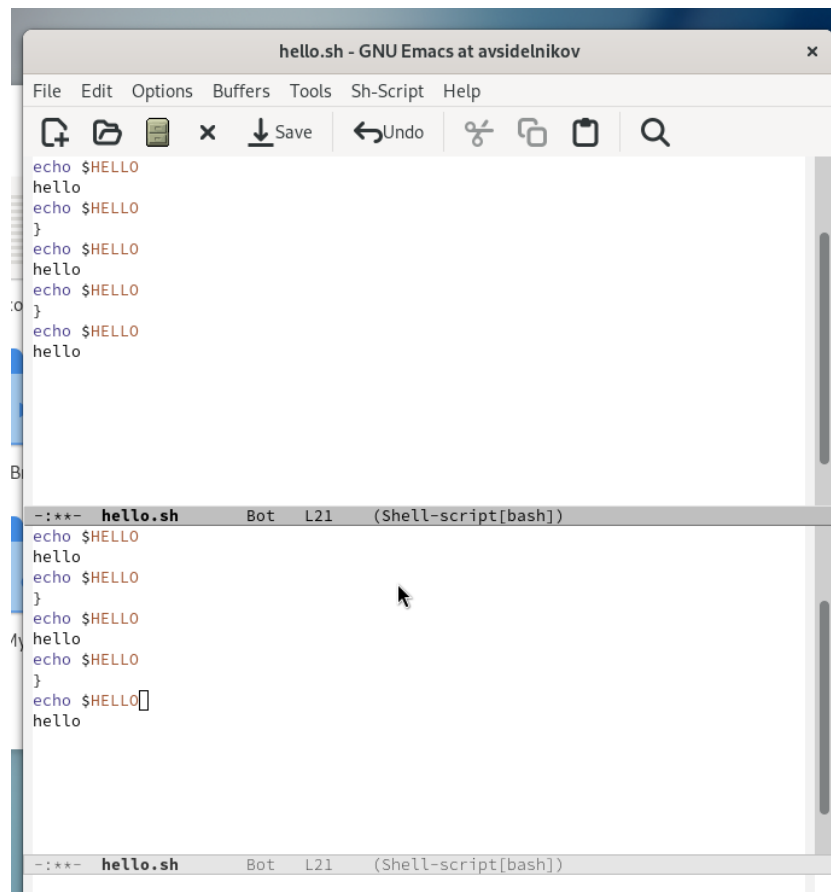 hello.sh - GNU Emacs at avsidelnikov ×
File Edit Options Buffers Tools Sh-Script Help
Save Undo
echo $HELLO
hello
echo $HELLO
}
echo $HELLO
hello
echo $HELLO
}
echo $HELLO
hello
-:**- hello.sh Bot L21 (Shell-script[bash])
echo $HELLO
hello
echo $HELLO
}
echo $HELLO
hello
echo $HELLO
}
echo $HELLO
hello
-:**- hello.sh Bot L21 (Shell-script[bash])